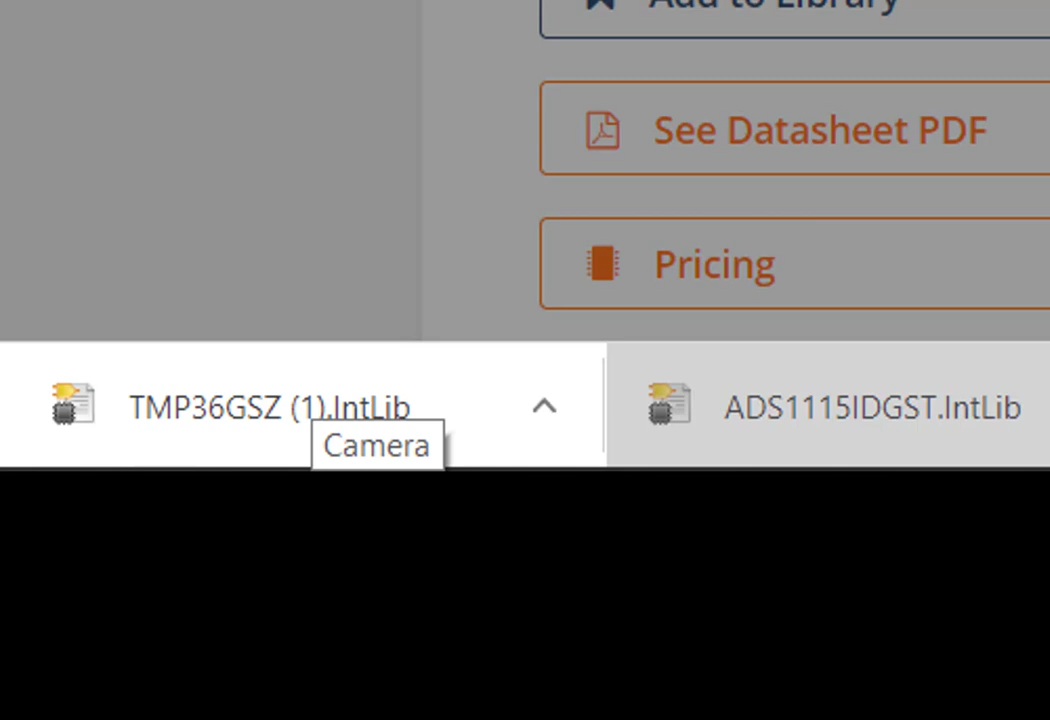 Add to Library
See Datasheet PDF
Pricing
TMP36GSZ (1).IntLib
ADS1115IDGST.IntLib
Camera